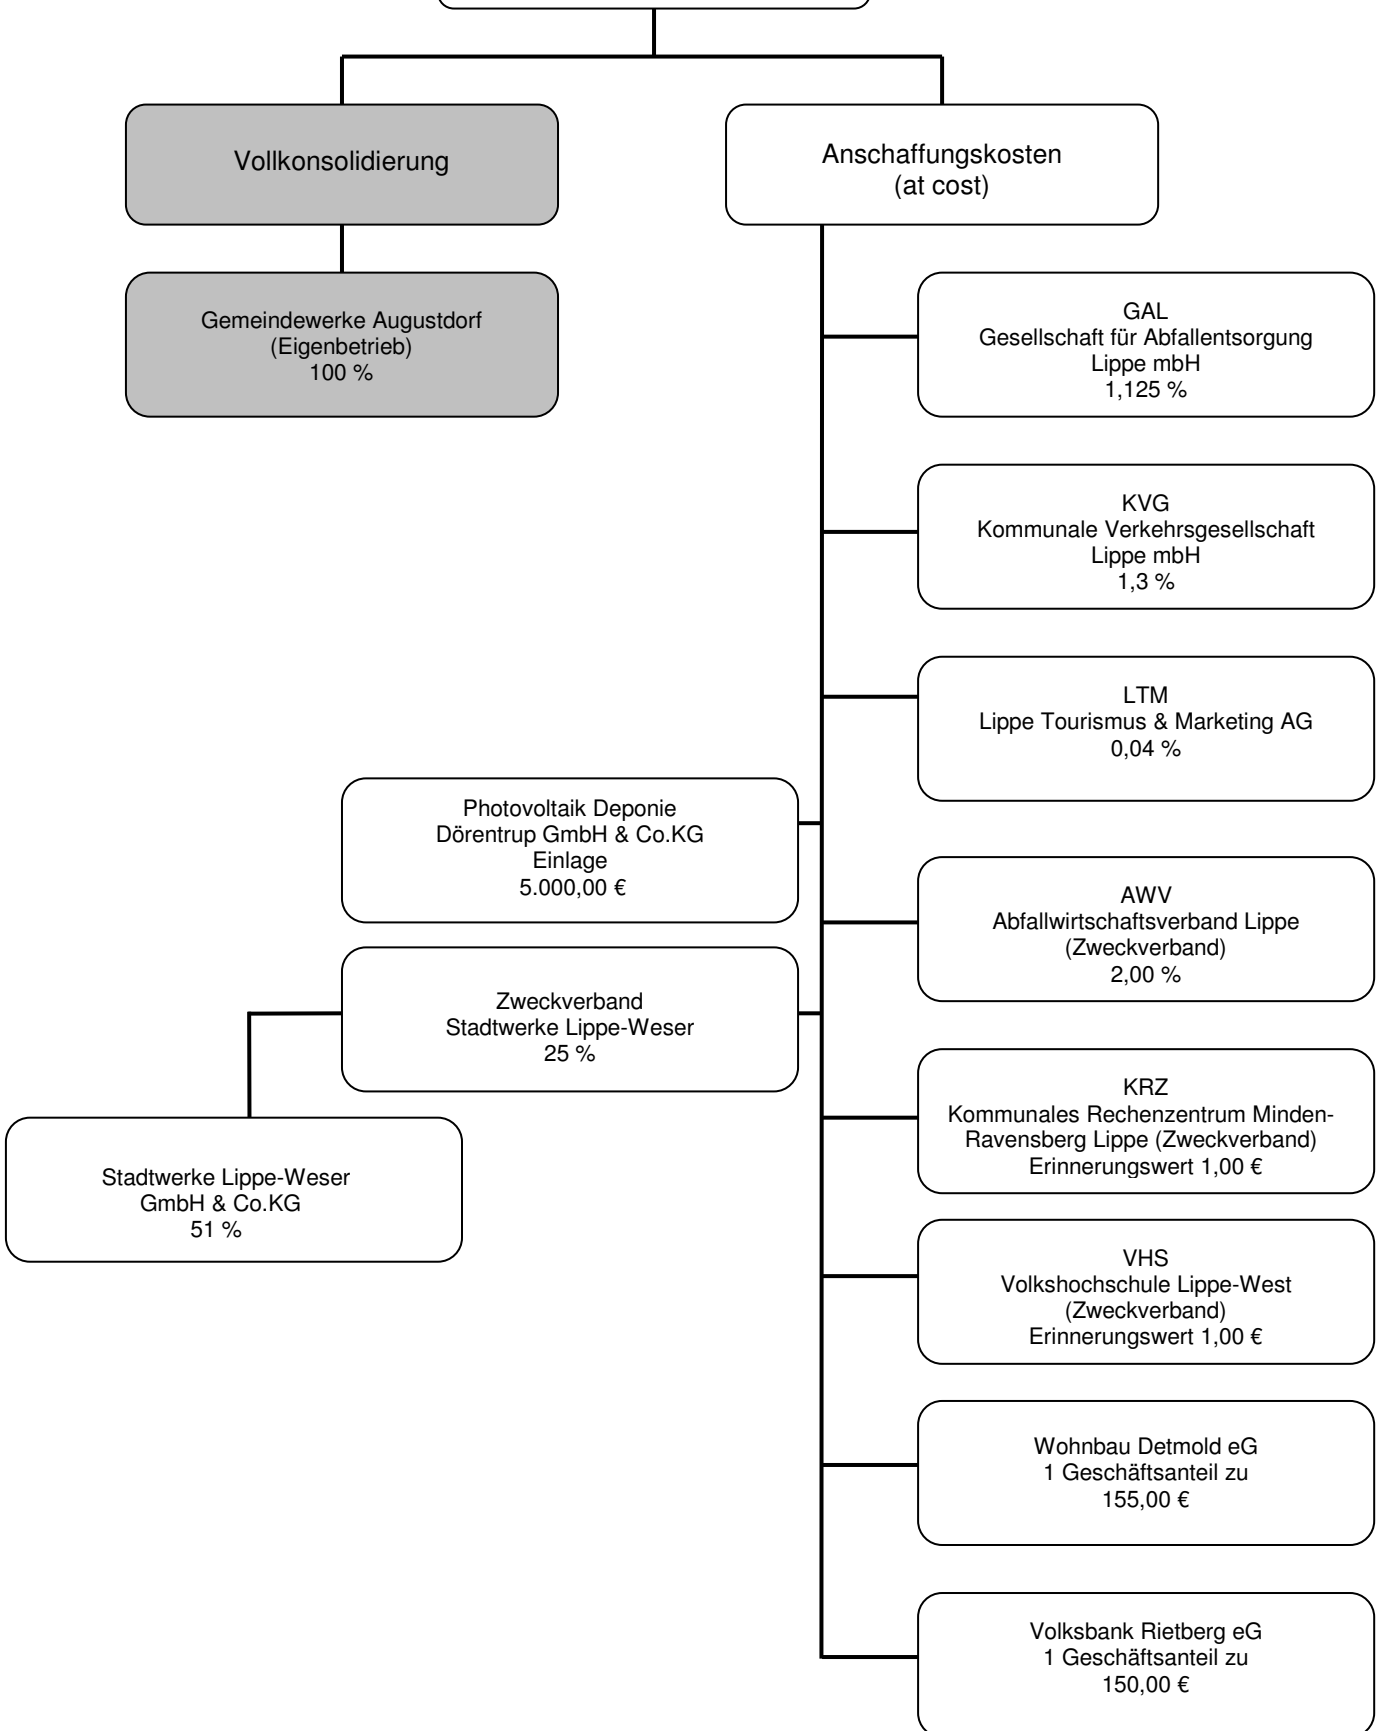 Vollkonsolidierung
Anschaffungskosten
(at cost)
Gemeindewerke Augustdorf
(Eigenbetrieb)
100 %
GAL
Gesellschaft für Abfallentsorgung
Lippe mbH
1,125 %
KVG
Kommunale Verkehrsgesellschaft
Lippe mbH
1,3 %
LTM
Lippe Tourismus & Marketing AG
0,04 %
Photovoltaik Deponie
Dörentrup GmbH & Co.KG
Einlage
5.000,00 €
AWV
Abfallwirtschaftsverband Lippe
(Zweckverband)
2,00 %
Zweckverband
Stadtwerke Lippe-Weser
25 %
KRZ
Kommunales Rechenzentrum Minden-
Ravensberg Lippe (Zweckverband)
Erinnerungswert 1,00 €
Stadtwerke Lippe-Weser
GmbH & Co.KG
51 %
VHS
Volkshochschule Lippe-West
(Zweckverband)
Erinnerungswert 1,00 €
Wohnbau Detmold eG
1 Geschäftsanteil zu
155,00 €
Volksbank Rietberg eG
1 Geschäftsanteil zu
150,00 €